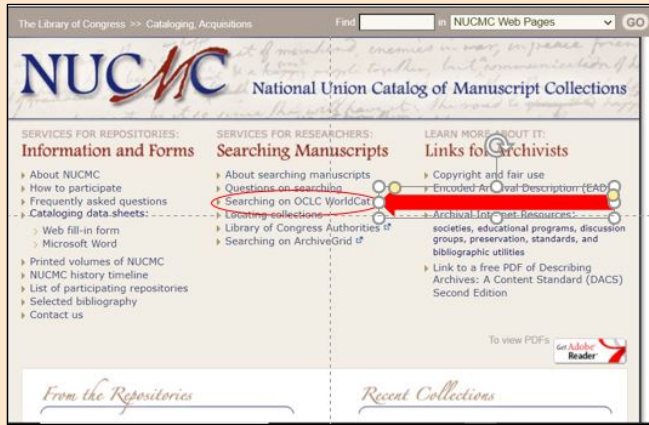 The Library of Congress >> Cataloging, Acquisitions
Find in NUCMC Web Pages GO
NUCMC National Union Catalog of Manuscript Collections
SERVICES FOR REPOSITORIES:
Information and Forms
About NUCMC
How to participate
Frequently asked questions
Cataloging data sheets:
Web fill-in form
Microsoft Word
Printed volumes of NUCMC
NUCMC history timeline
List of participating repositories
Selected bibliography
Contact us
SERVICES FOR RESEARCHERS:
Searching Manuscripts
About searching manuscripts
Questions on searching
Searching on OCLC WorldCat
Locating collections
Library of Congress Authorities
Searching on ArchiveGrid
LEARN MORE ABOUT IT:
Links for Archivists
Copyright and fair use
Encoded Archival Description (EAD)
Archival Internet Resources:
societies, educational programs, discussion
groups, preservation, standards, and
bibliographic utilities
Link to a free PDF of Describing
Archives: A Content Standard (DACS)
Second Edition
To view PDFs
Get Adobe
Reader
From the Repositories
Recent Collections